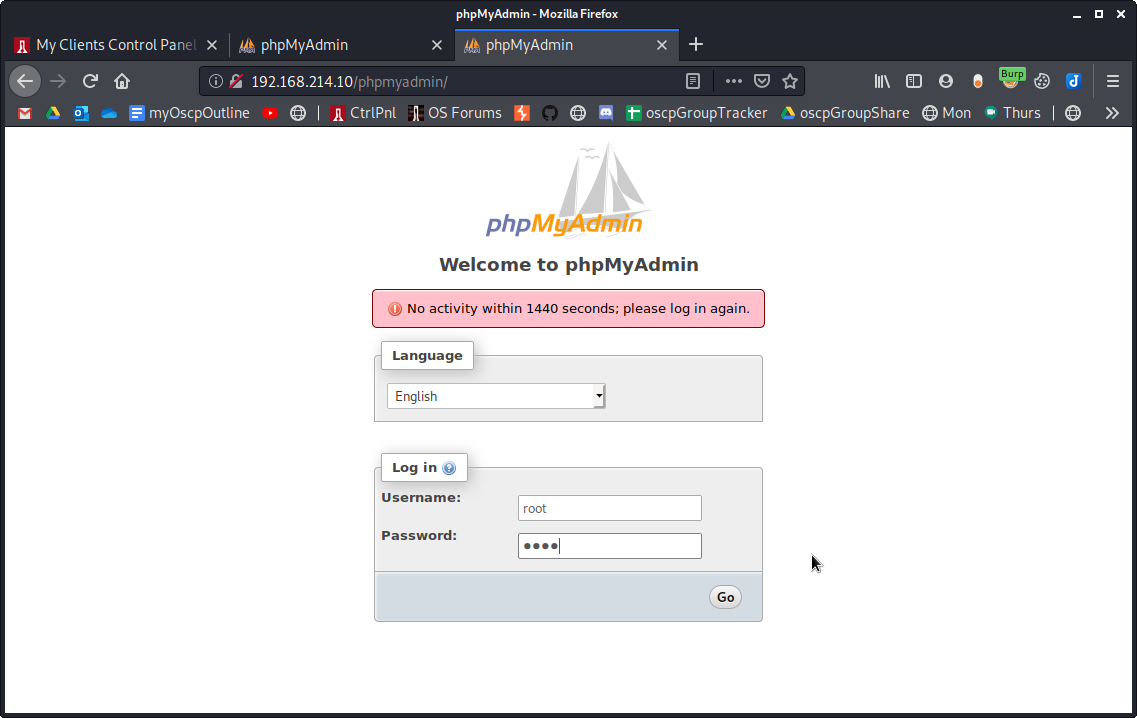 phpMyAdmin - Mozilla Firefox
My Clients Control Panel
phpMyAdmin
phpMyAdmin
192.168.214.10/phpmyadmin/
Burp
myOscpOutline
CtrlPnl
OS Forums
oscpGroupTracker
oscpGroupShare
Mon
Thurs
phpMyAdmin
Welcome to phpMyAdmin
No activity within 1440 seconds; please log in again.
Language
English
Log in
Username:
root
Password:
••••
Go